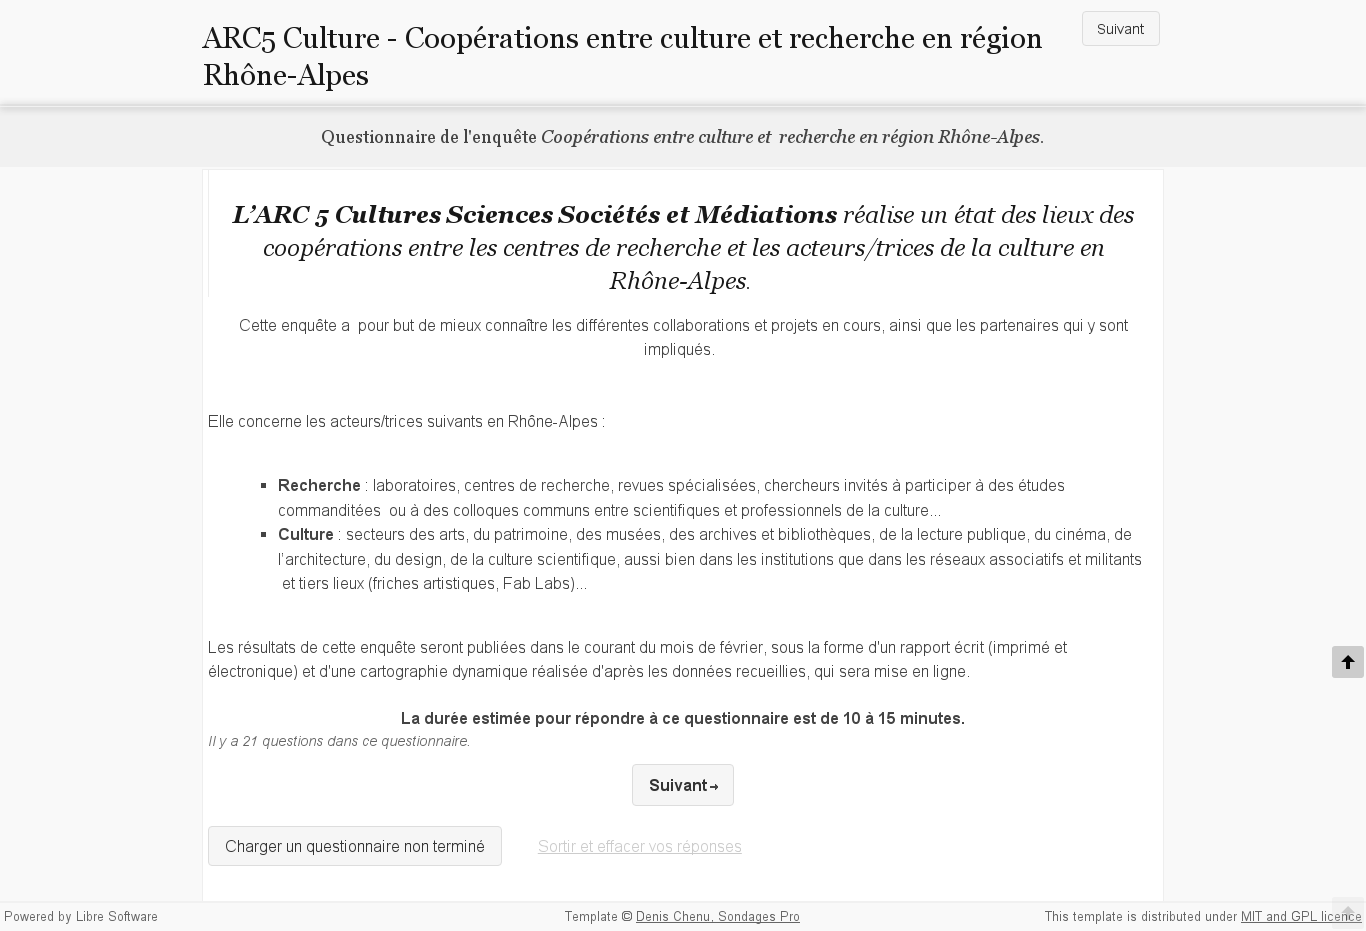 ARC5 Culture - Coopérations entre culture et recherche en région
Rhône-Alpes
Suivant
Questionnaire de l'enquête Coopérations entre culture et  recherche en région Rhône-Alpes.
L’ARC 5 Cultures Sciences Sociétés et Médiations réalise un état des lieux des
coopérations entre les centres de recherche et les acteurs/trices de la culture en
Rhône-Alpes.
Cette enquête a  pour but de mieux connaître les différentes collaborations et projets en cours, ainsi que les partenaires qui y sont
impliqués.
Elle concerne les acteurs/trices suivants en Rhône-Alpes :
▪ Recherche : laboratoires, centres de recherche, revues spécialisées, chercheurs invités à participer à des études
commanditées  ou à des colloques communs entre scientifiques et professionnels de la culture...
▪ Culture : secteurs des arts, du patrimoine, des musées, des archives et bibliothèques, de la lecture publique, du cinéma, de
l’architecture, du design, de la culture scientifique, aussi bien dans les institutions que dans les réseaux associatifs et militants
et tiers lieux (friches artistiques, Fab Labs)...
Les résultats de cette enquête seront publiées dans le courant du mois de février, sous la forme d'un rapport écrit (imprimé et
électronique) et d'une cartographie dynamique réalisée d'après les données recueillies, qui sera mise en ligne.
La durée estimée pour répondre à ce questionnaire est de 10 à 15 minutes.
Il y a 21 questions dans ce questionnaire.
Suivant →
Charger un questionnaire non terminé
Sortir et effacer vos réponses
Powered by Libre Software
Template © Denis Chenu, Sondages Pro
This template is distributed under MIT and GPL licence